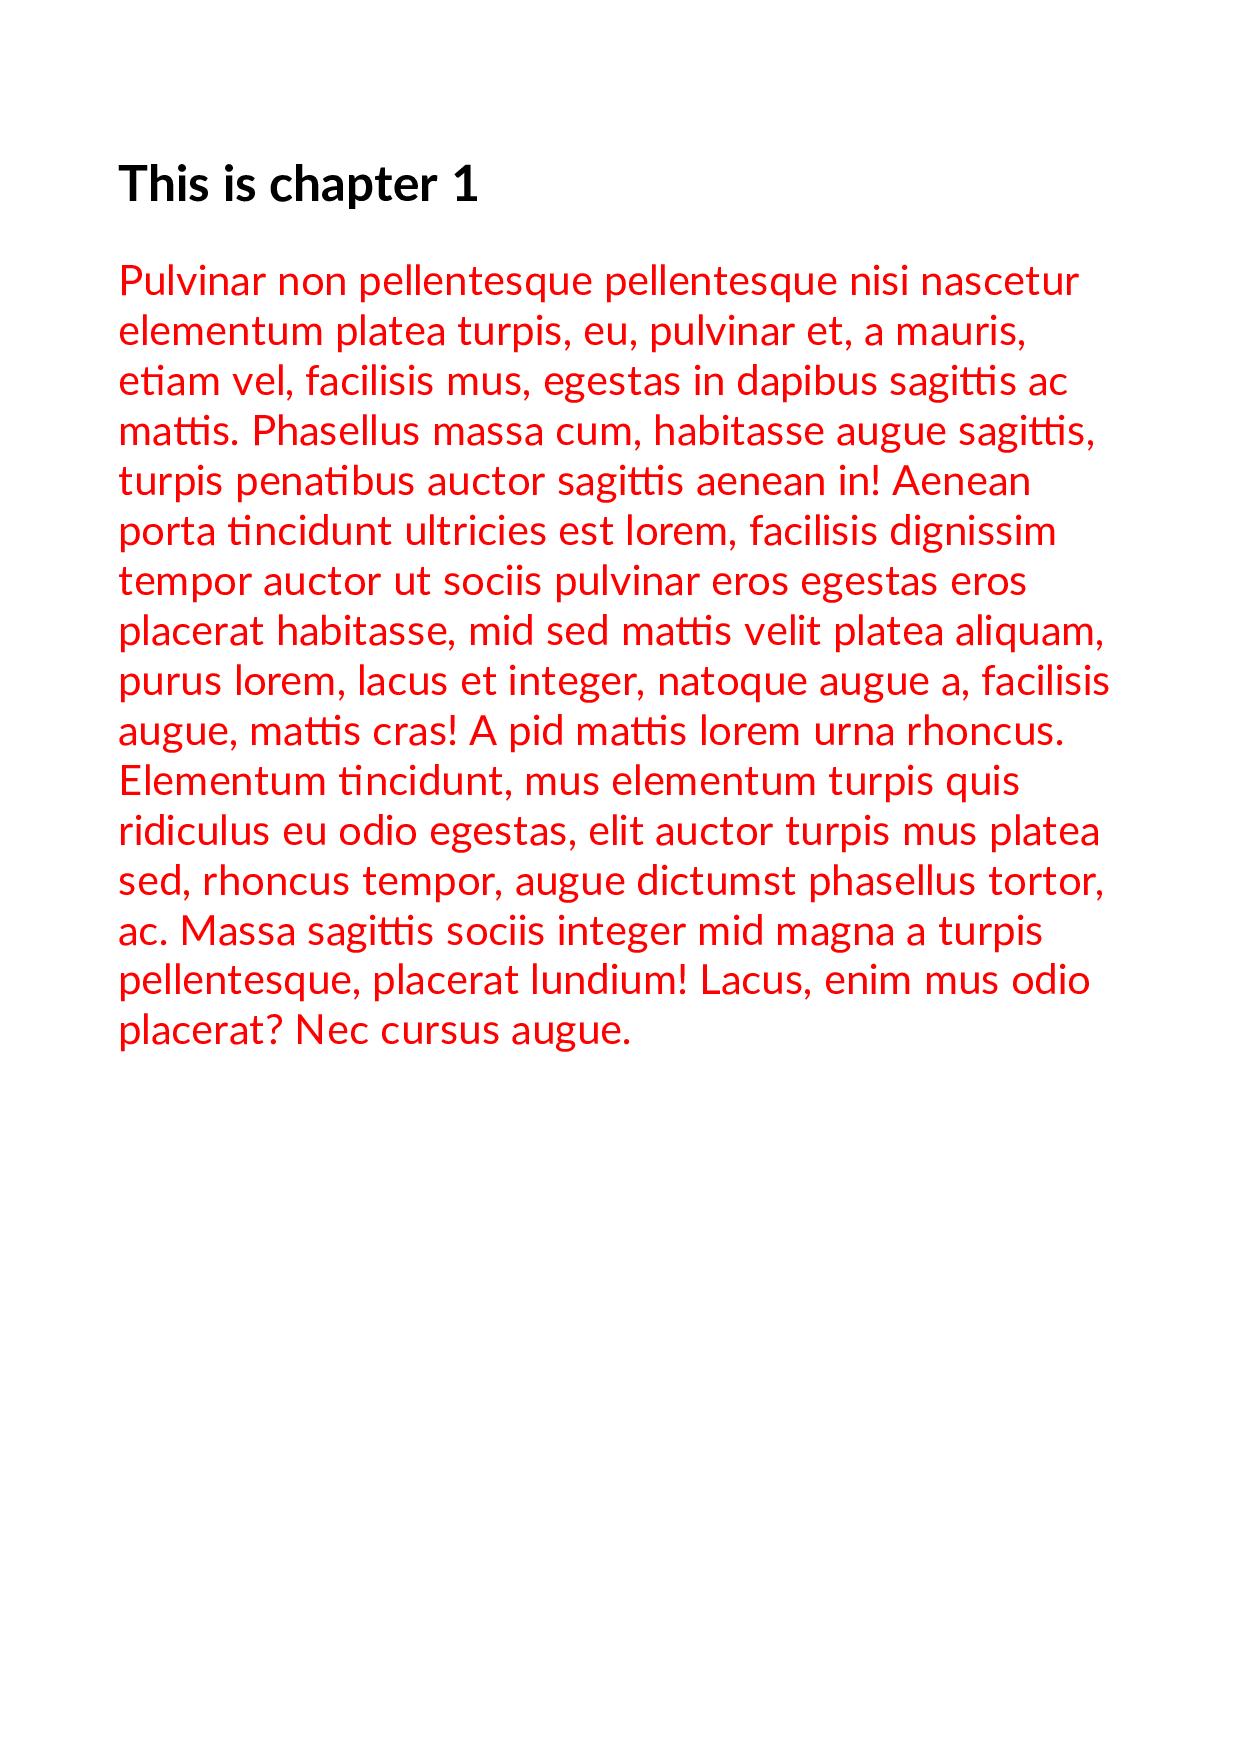 This is chapter 1
Pulvinar non pellentesque pellentesque nisi nascetur
elementum platea turpis, eu, pulvinar et, a mauris,
etiam vel, facilisis mus, egestas in dapibus sagittis ac
mattis. Phasellus massa cum, habitasse augue sagittis,
turpis penatibus auctor sagittis aenean in! Aenean
porta tincidunt ultricies est lorem, facilisis dignissim
tempor auctor ut sociis pulvinar eros egestas eros
placerat habitasse, mid sed mattis velit platea aliquam,
purus lorem, lacus et integer, natoque augue a, facilisis
augue, mattis cras! A pid mattis lorem urna rhoncus.
Elementum tincidunt, mus elementum turpis quis
ridiculus eu odio egestas, elit auctor turpis mus platea
sed, rhoncus tempor, augue dictumst phasellus tortor,
ac. Massa sagittis sociis integer mid magna a turpis
pellentesque, placerat lundium! Lacus, enim mus odio
placerat? Nec cursus augue.